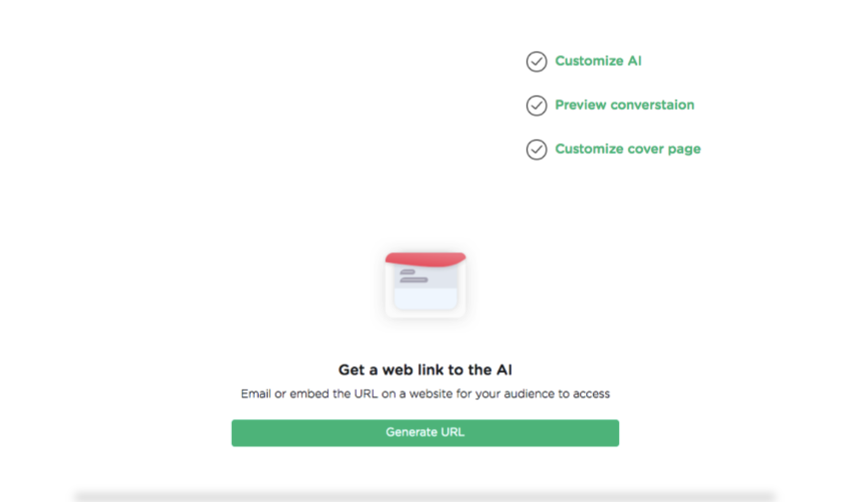 Customize AI
Preview converstaion
Customize cover page
Get a web link to the AI
Email or embed the URL on a website for your audience to access
Generate URL